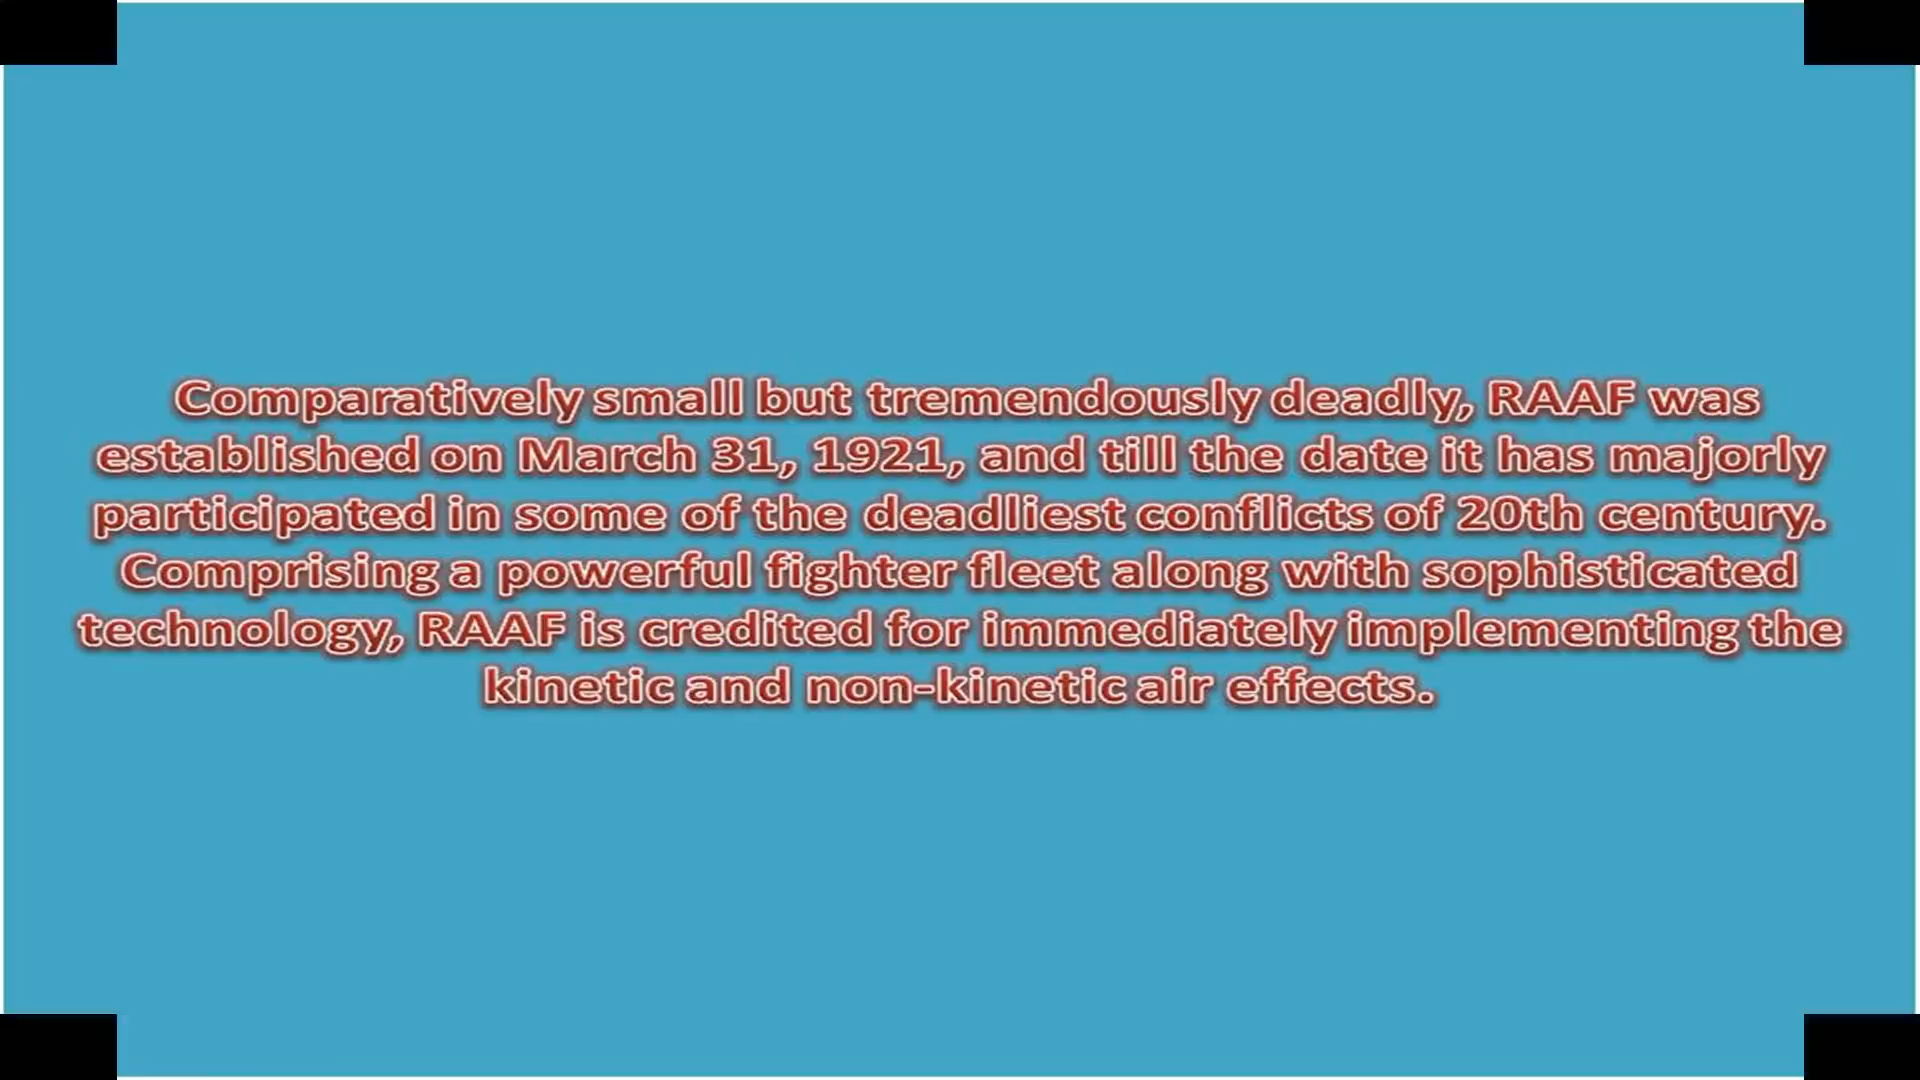 Comparatively small but tremendously deadly, RAAF was
established on March 31, 1921, and till the date it has majorly
participated in some of the deadliest conflicts of 20th century.
Comprising a powerful fighter fleet along with sophisticated
technology, RAAF is credited for immediately implementing the
kinetic and non-kinetic air effects.